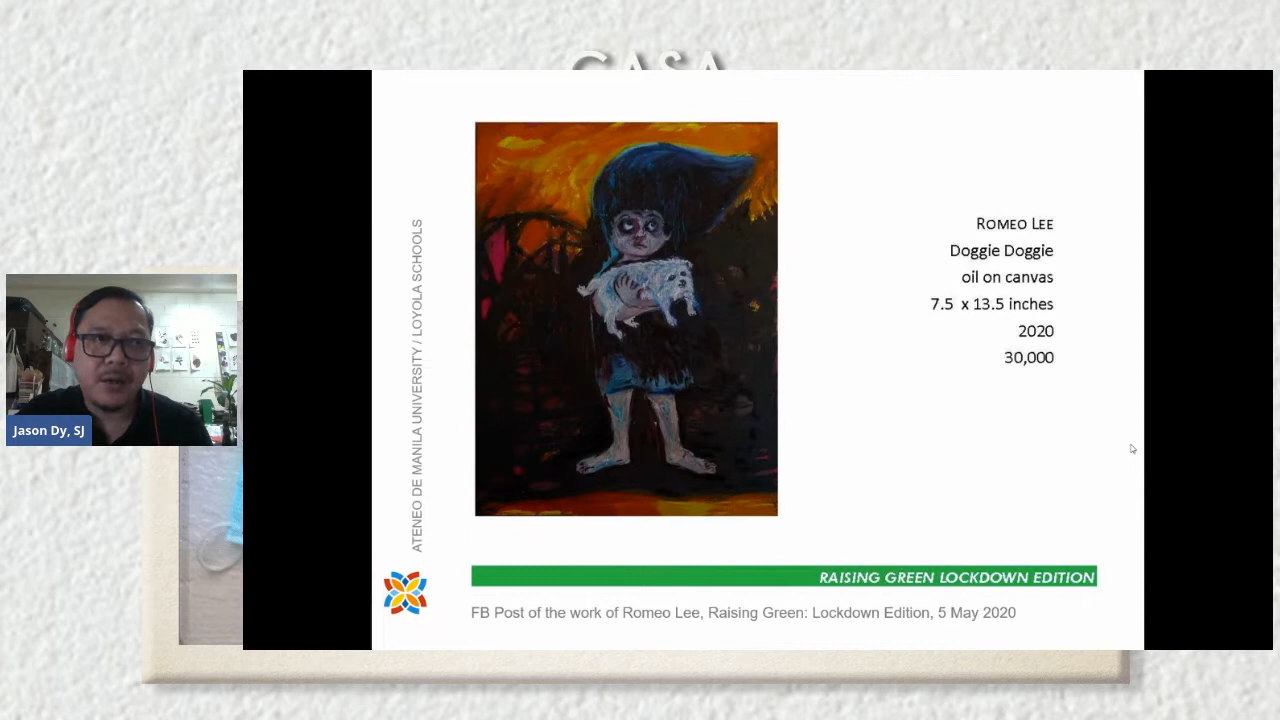 CASA
ATENEO DE MANILA UNIVERSITY / LOYOLA SCHOOLS
ROMEO LEE
Doggie Doggie
oil on canvas
7.5 x 13.5 inches
2020
30,000
Jason Dy, SJ
RAISING GREEN LOCKDOWN EDITION
FB Post of the work of Romeo Lee, Raising Green: Lockdown Edition, 5 May 2020